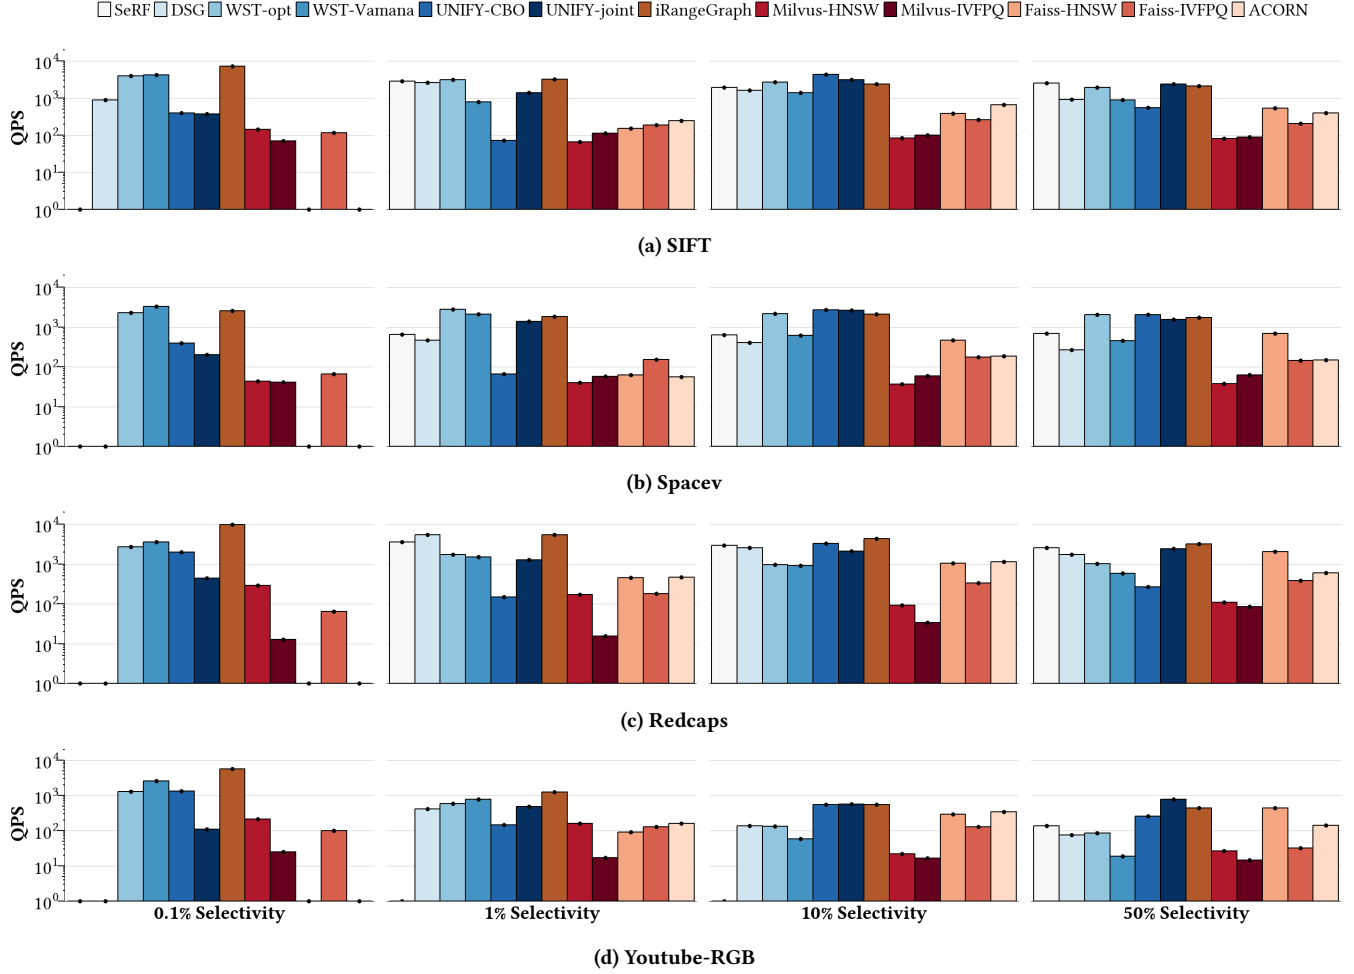 SeRF DSG WST-opt WST-Vamana UNIFY-CBO UNIFY-joint iRangeGraph Milvus-HNSW Milvus-IVFPQ Faiss-HNSW Faiss-IVFPQ ACORN
QPS
10^4
10^3
10^2
10^1
10^0
(a) SIFT
QPS
10^4
10^3
10^2
10^1
10^0
(b) Spacev
QPS
10^4
10^3
10^2
10^1
10^0
(c) Redcaps
QPS
10^4
10^3
10^2
10^1
10^0
0.1% Selectivity 1% Selectivity 10% Selectivity 50% Selectivity
(d) Youtube-RGB